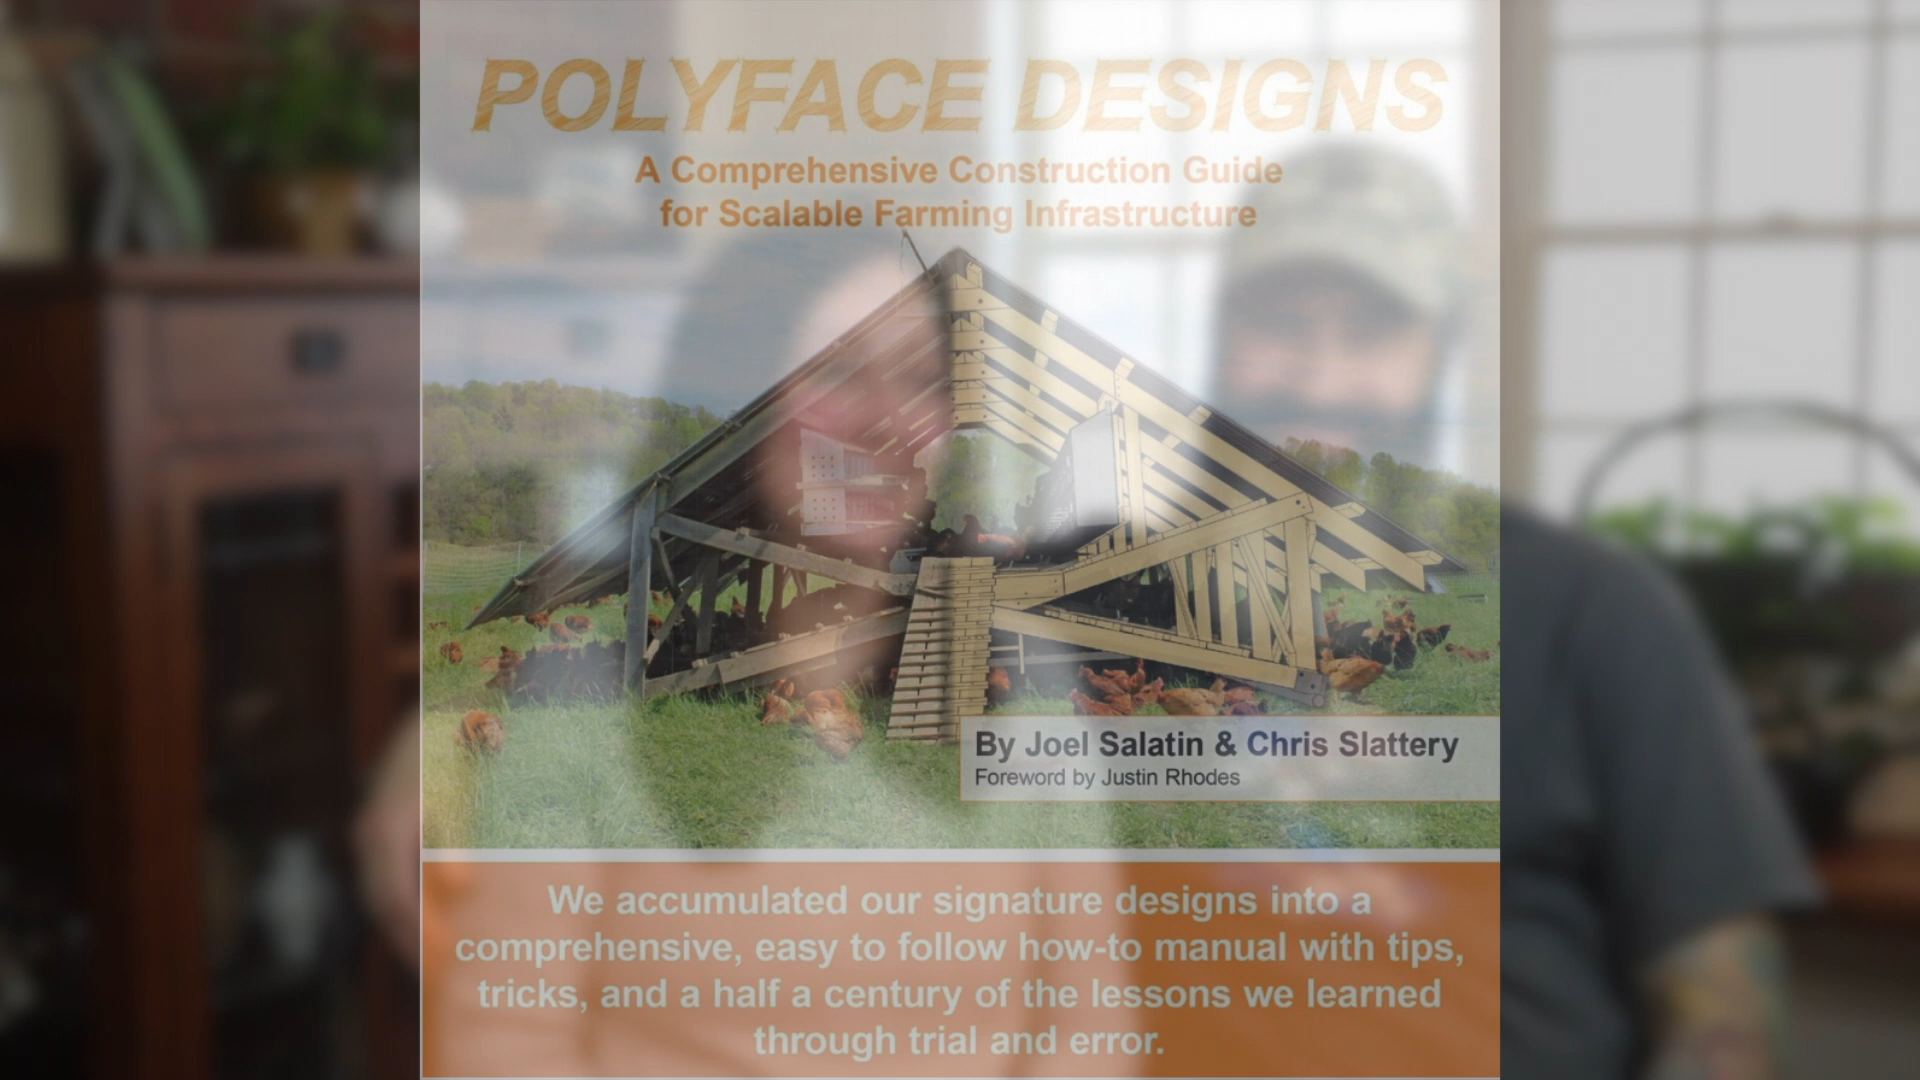 POLYFACE DESIGNS
A Comprehensive Construction Guide
for Scalable Farming Infrastructure
By Joel Salatin & Chris Slattery
Foreword by Justin Rhodes
We accumulated our signature designs into a
comprehensive, easy to follow how-to manual with tips,
tricks, and a half a century of the lessons we learned
through trial and error.